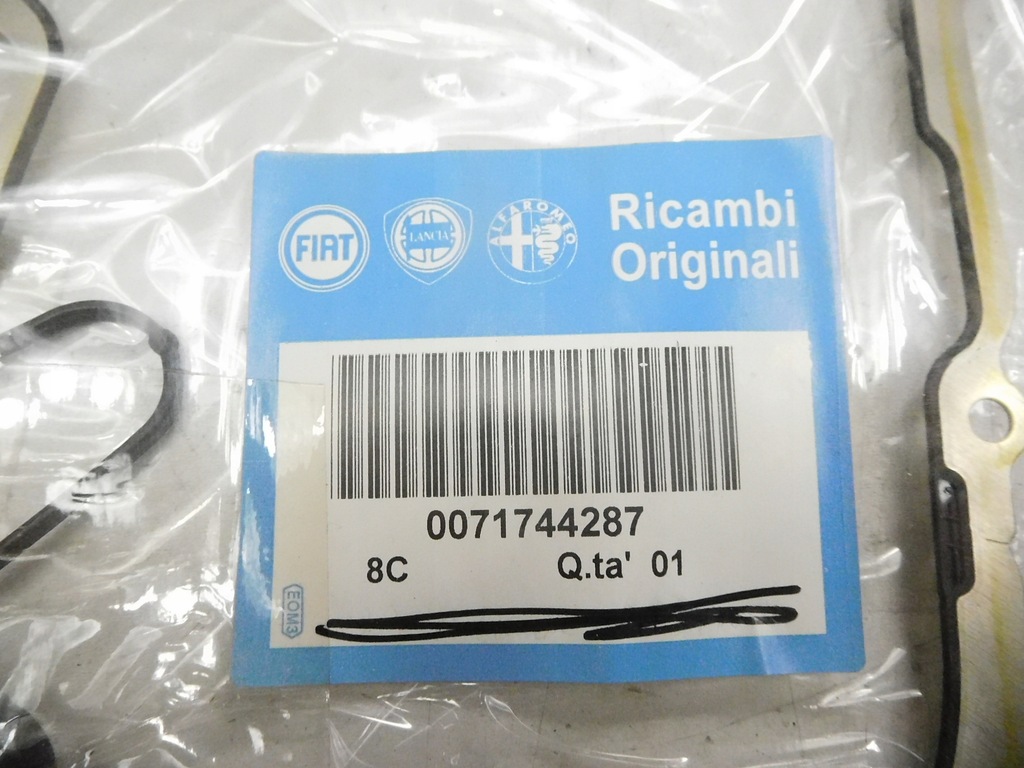 FIAT
LANCIA
ALFA ROMEO
Ricambi
Originali
0071744287
8C Q.ta' 01
EOM3